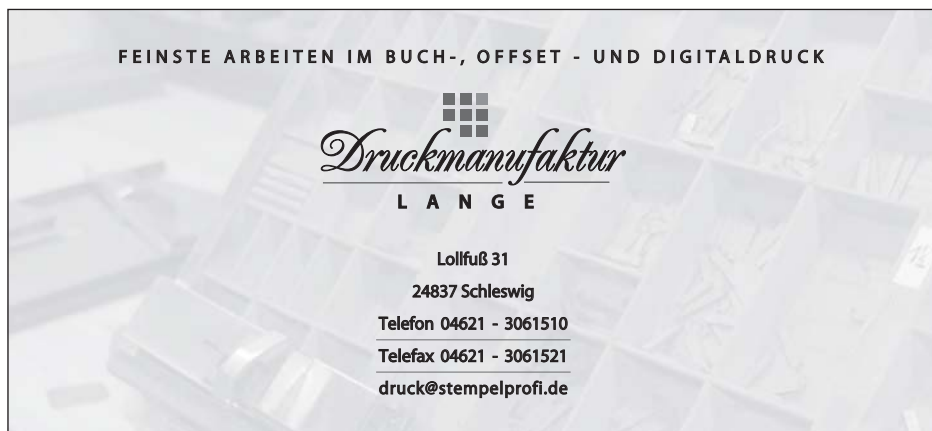 FEINSTE ARBEITEN IM BUCH-, OFFSET - UND DIGITALDRUCK
Druckmanufaktur
LANGE
Lollfuß 31
24837 Schleswig
Telefon 04621 - 3061510
Telefax 04621 - 3061521
druck@stempelprofi.de